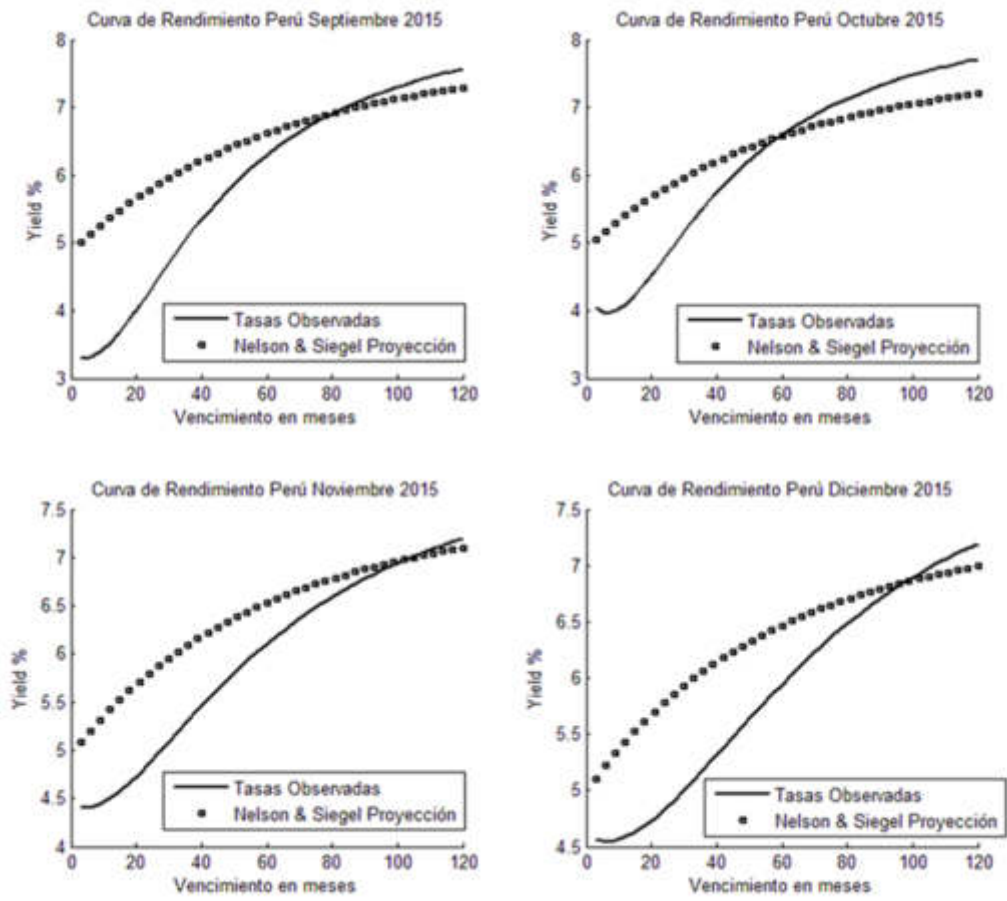 Curva de Rendimiento Perú Septiembre 2015
8
7
6
5
4
3
Yield %
Tasas Observadas
Nelson & Siegel Proyección
0 20 40 60 80 100 120
Vencimiento en meses
Curva de Rendimiento Perú Octubre 2015
8
7
6
5
4
3
Yield %
Tasas Observadas
Nelson & Siegel Proyección
0 20 40 60 80 100 120
Vencimiento en meses
Curva de Rendimiento Perú Noviembre 2015
7.5
7
6.5
6
5.5
5
4.5
4
Yield %
Tasas Observadas
Nelson & Siegel Proyección
0 20 40 60 80 100 120
Vencimiento en meses
Curva de Rendimiento Perú Diciembre 2015
7.5
7
6.5
6
5.5
5
4.5
Yield %
Tasas Observadas
Nelson & Siegel Proyección
0 20 40 60 80 100 120
Vencimiento en meses